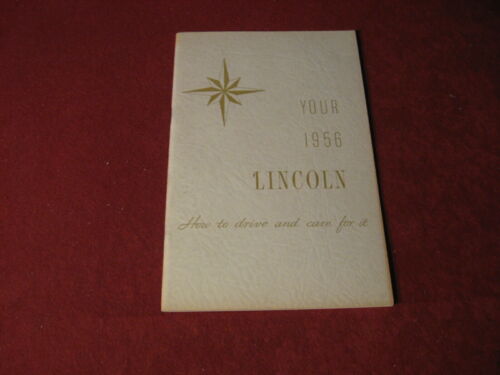 YOUR
1956
LINCOLN
How to drive and care for it